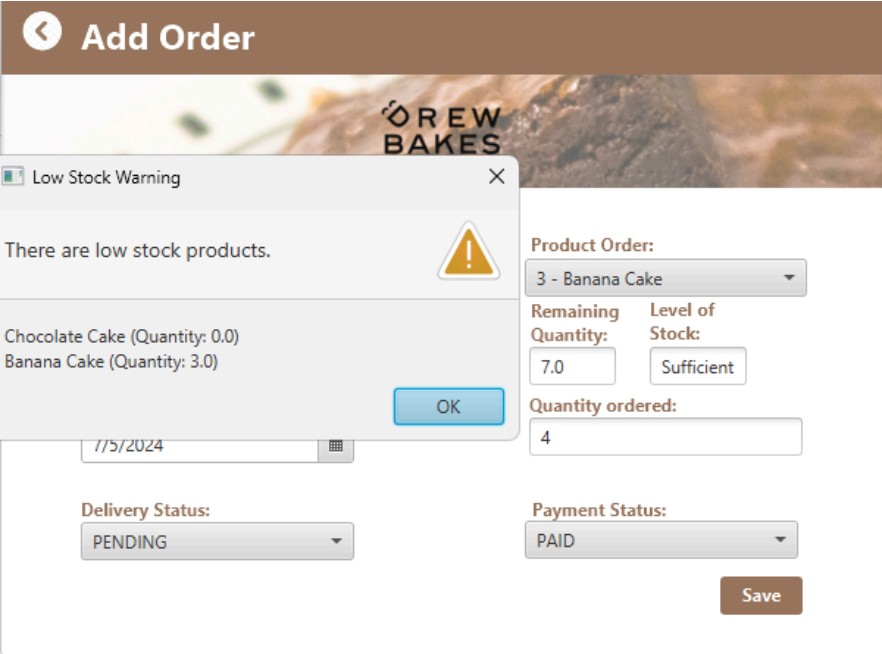 Add Order
DREW
BAKES
Low Stock Warning
There are low stock products.
Chocolate Cake (Quantity: 0.0)
Banana Cake (Quantity: 3.0)
OK
7/5/2024
Product Order:
3 - Banana Cake
Remaining Quantity:
Level of Stock:
7.0
Sufficient
Quantity ordered:
4
Delivery Status:
PENDING
Payment Status:
PAID
Save